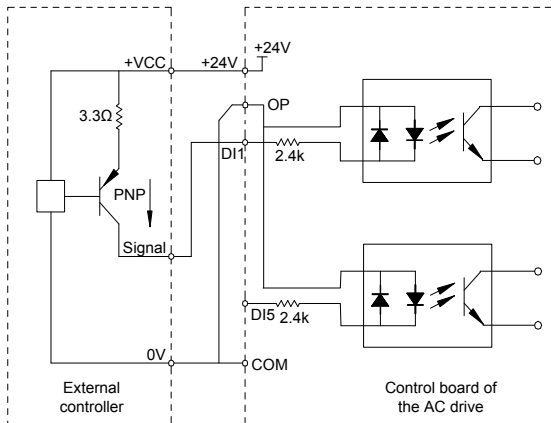 +VCC
+24V
+24V
3.3Ω
OP
DI1
2.4k
PNP
Signal
DI5
2.4k
0V
COM
External
controller
Control board of
the AC drive